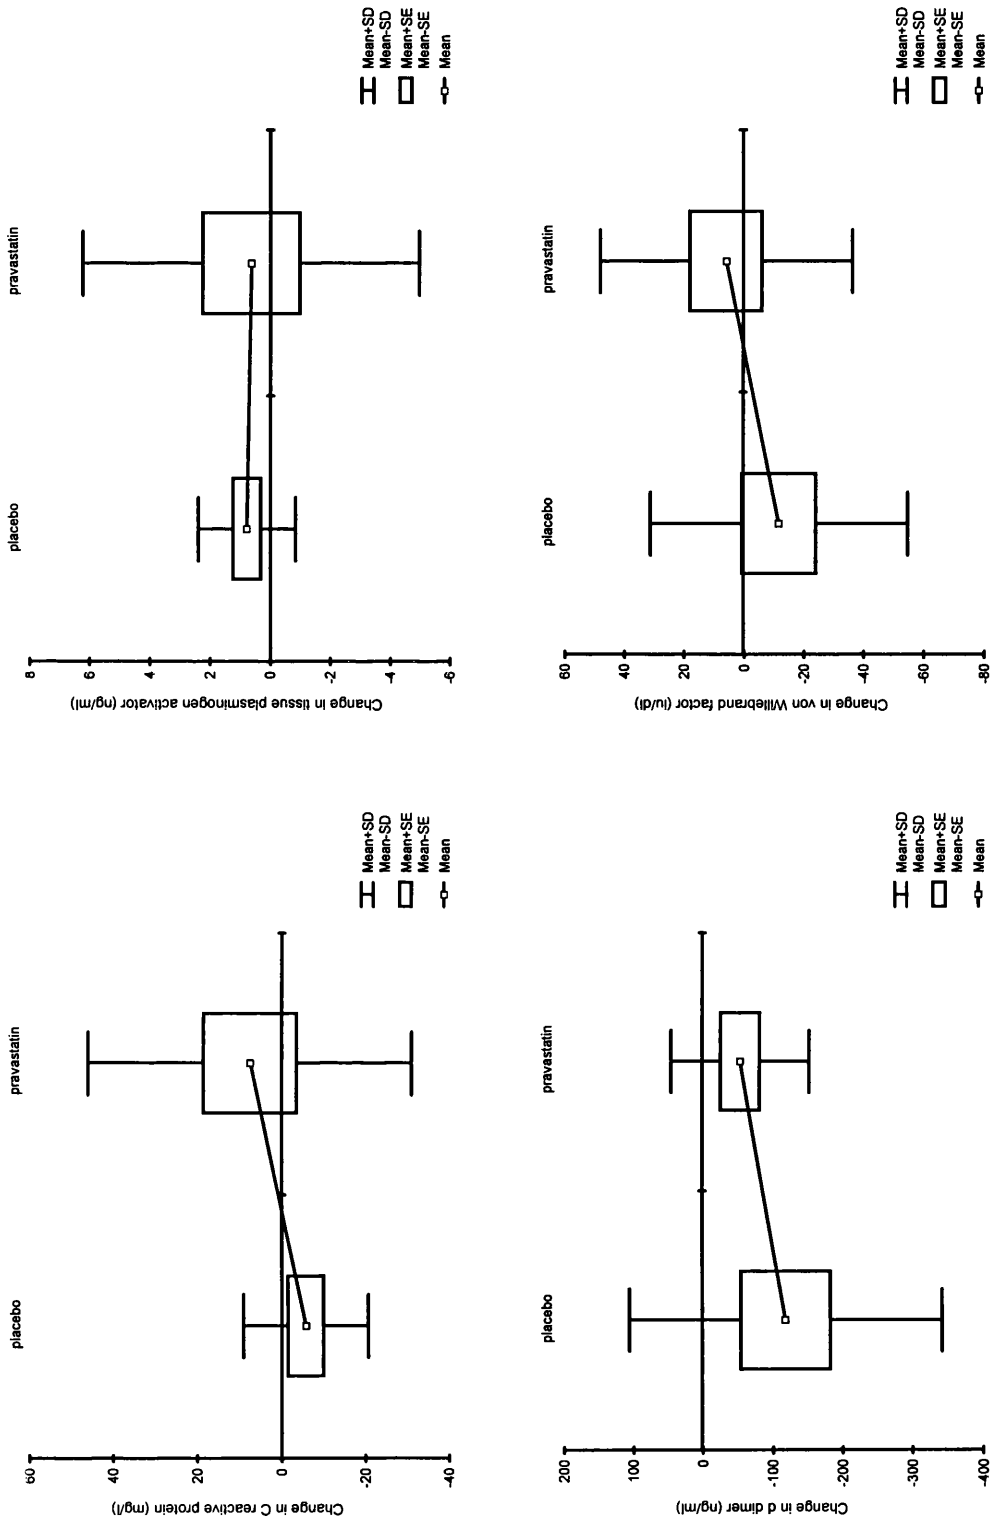 pravastatin
placebo
Change in C reactive protein (mg/l)
60
40
20
0
-20
-40
Mean+SD
Mean-SD
Mean+SE
Mean-SE
Mean
pravastatin
placebo
Change in tissue plasminogen activator (ng/ml)
8
6
4
2
0
-2
-4
-6
Mean+SD
Mean-SD
Mean+SE
Mean-SE
Mean
pravastatin
placebo
Change in d dimer (ng/ml)
200
100
0
-100
-200
-300
-400
Mean+SD
Mean-SD
Mean+SE
Mean-SE
Mean
pravastatin
placebo
Change in von Willebrand factor (iu/dl)
60
40
20
0
-20
-40
-60
-80
Mean+SD
Mean-SD
Mean+SE
Mean-SE
Mean